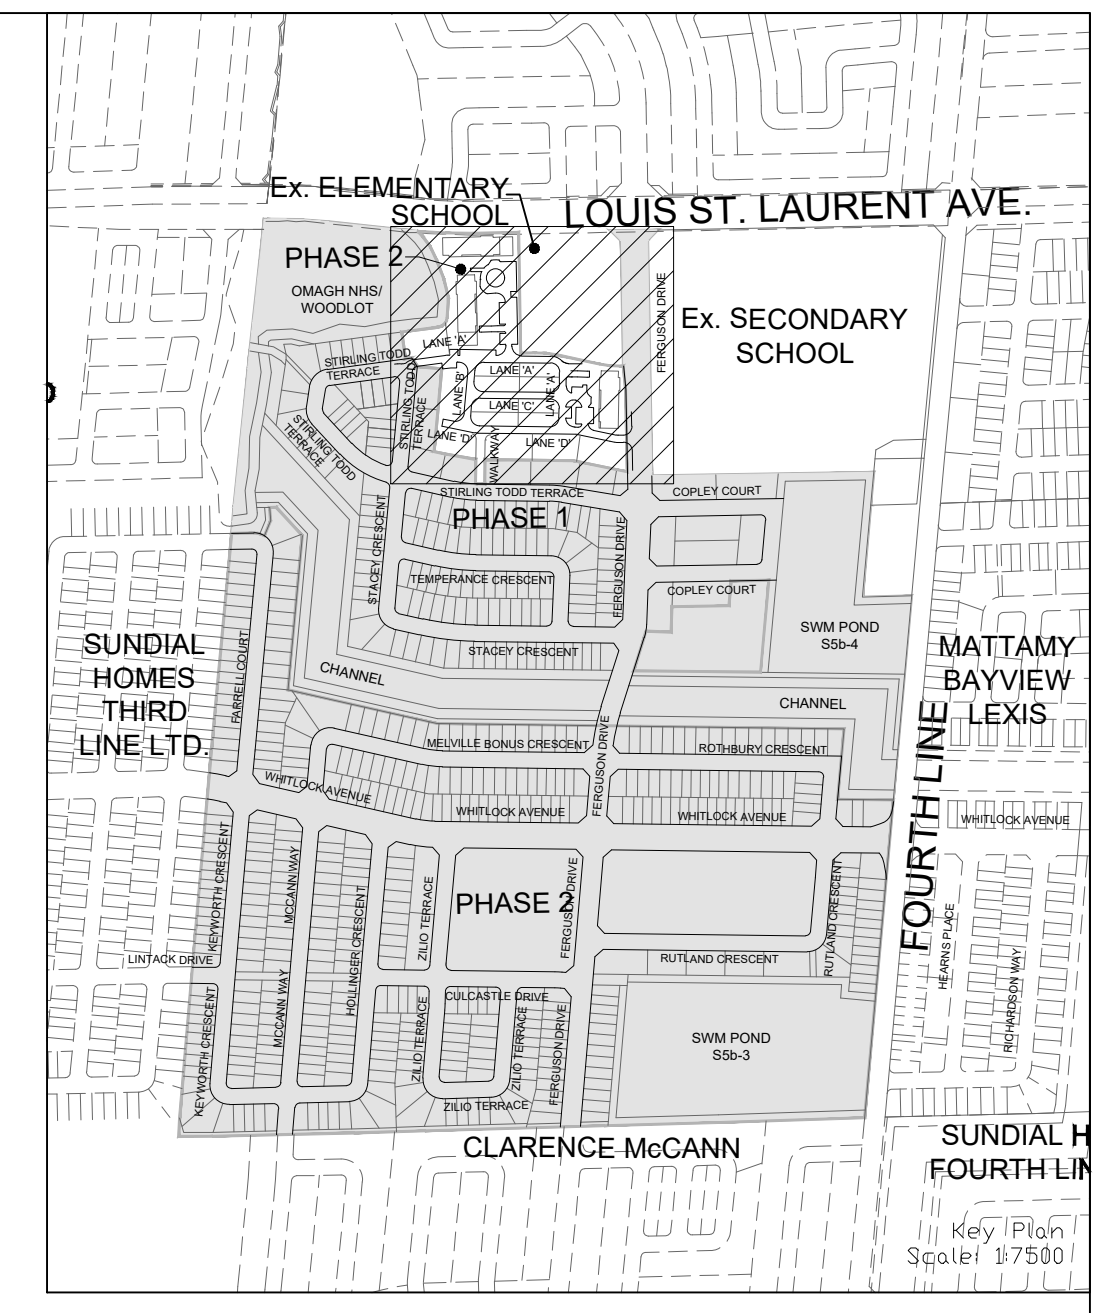 Ex. ELEMENTARY
SCHOOL
LOUIS ST. LAURENT AVE.
PHASE 2
OMAGH NHS/
WOODLOT
FERGUSON DRIVE
Ex. SECONDARY
SCHOOL
STIRLING TODD
TERRACE
LANE 'A'
LANE 'A'
LANE 'B'
LANE 'A'
LANE 'C'
STIRLING TODD
TERRACE
STIRLING TODD
TERRACE
LANE 'D'
WALKWAY
LANE 'D'
STIRLING TODD TERRACE
COPLEY COURT
PHASE 1
STACEY CRESCENT
FERGUSON DRIVE
TEMPERANCE CRESCENT
COPLEY COURT
SWM POND
S5b-4
SUNDIAL
HOMES
THIRD
LINE LTD.
FARRELL COURT
STACEY CRESCENT
MATTAMY
BAYVIEW
LEXIS
CHANNEL
CHANNEL
MELVILLE BONUS CRESCENT
FERGUSON DRIVE
ROTHBURY CRESCENT
FOURTH LINE
WHITLOCK AVENUE
WHITLOCK AVENUE
WHITLOCK AVENUE
WHITLOCK AVENUE
KEYWORTH CRESCENT
MCCANN WAY
HOLLINGER CRESCENT
ZILIO TERRACE
PHASE 2
FERGUSON DRIVE
RUTLAND CRESCENT
HEARNS PLACE
RICHARDSON WAY
LINTACK DRIVE
RUTLAND CRESCENT
KEYWORTH CRESCENT
MCCANN WAY
ZILIO TERRACE
CULCASTLE DRIVE
ZILIO TERRACE
FERGUSON DRIVE
SWM POND
S5b-3
ZILIO TERRACE
CLARENCE McCANN
SUNDIAL H
FOURTH LIN
Key Plan
Scale: 1:7500